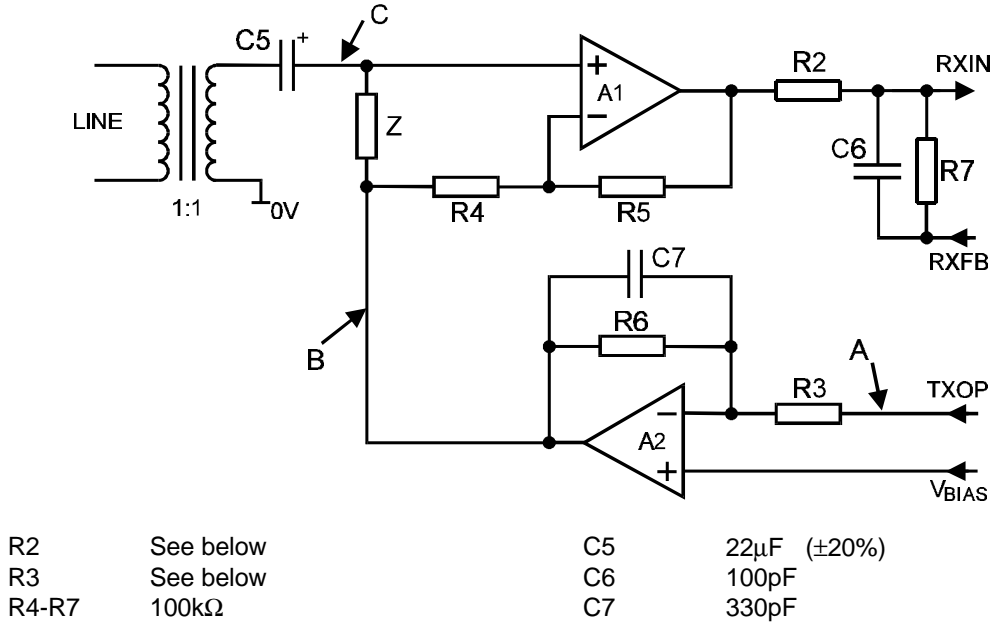 C
C5 +
R2 RXIN
+
A1
LINE Z −
C6
R7
R4 R5
1:1 0V
RXFB
C7
R6
B A
R3 TXOP
−
A2
+
VBIAS
R2 See below C5 22µF (±20%)
R3 See below C6 100pF
R4-R7 100kΩ C7 330pF